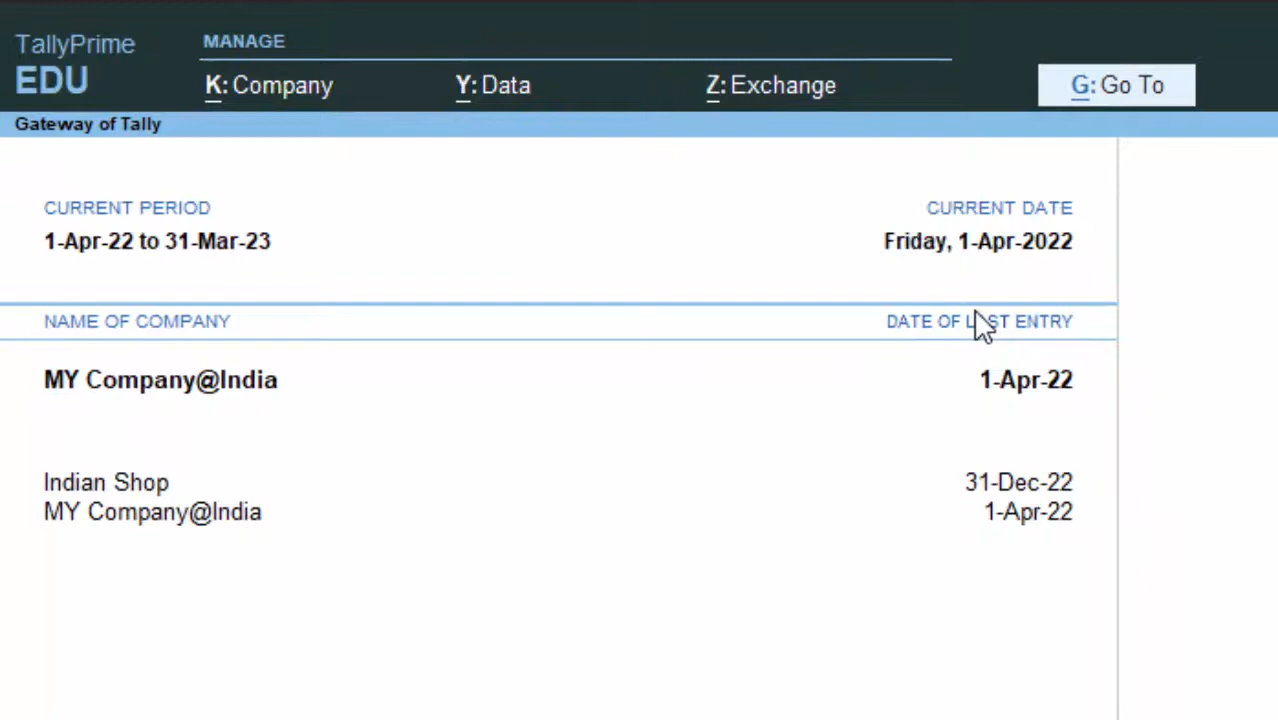 TallyPrime
EDU
MANAGE
K: Company Y: Data Z: Exchange G: Go To
Gateway of Tally
CURRENT PERIOD CURRENT DATE
1-Apr-22 to 31-Mar-23 Friday, 1-Apr-2022
NAME OF COMPANY DATE OF LAST ENTRY
MY Company@India 1-Apr-22
Indian Shop 31-Dec-22
MY Company@India 1-Apr-22